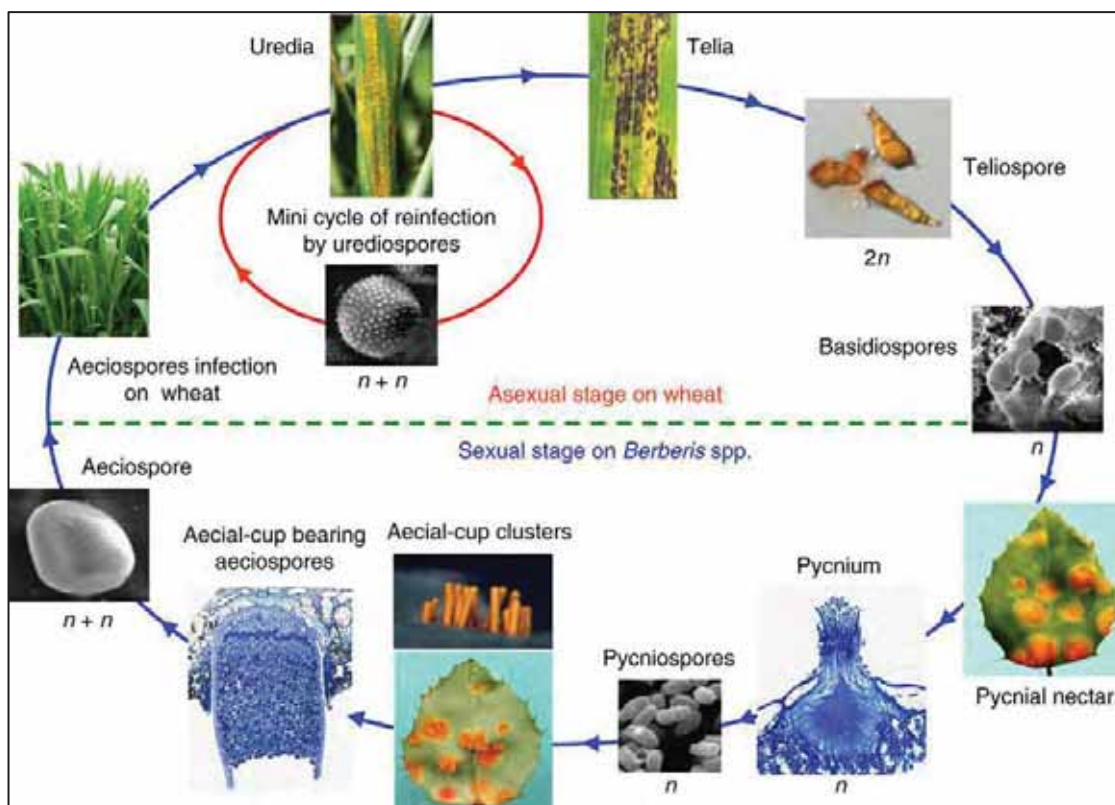 Uredia
Telia
Teliospore
2n
Mini cycle of reinfection
by urediospores
n + n
Basidiospores
n
Aeciospores infection
on wheat
Asexual stage on wheat
Sexual stage on Berberis spp.
Aeciospore
n + n
Aecial-cup bearing
aeciospores
Aecial-cup clusters
Pycniospores
n
Pycnium
n
Pycnial nectar